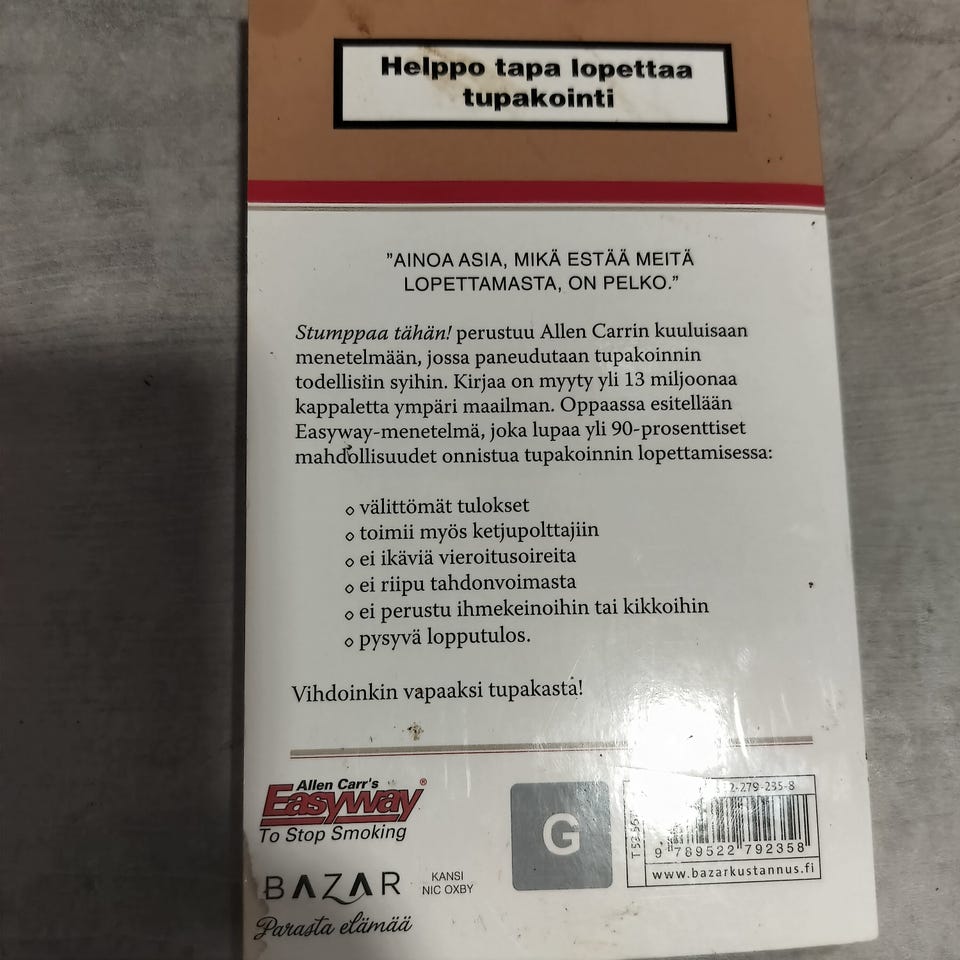 Helppo tapa lopettaa
tupakointi
”AINOA ASIA, MIKÄ ESTÄÄ MEITÄ
LOPETTAMASTA, ON PELKO.”
Stumppaa tähän! perustuu Allen Carrin kuuluisaan
menetelmään, jossa paneudutaan tupakoinnin
todellisiin syihin. Kirjaa on myyty yli 13 miljoonaa
kappaletta ympäri maailman. Oppaassa esitellään
Easyway-menetelmä, joka lupaa yli 90-prosenttiset
mahdollisuudet onnistua tupakoinnin lopettamisessa:
⋄ välittömät tulokset
⋄ toimii myös ketjupolttajiin
⋄ ei ikäviä vieroitusoireita
⋄ ei riipu tahdonvoimasta
⋄ ei perustu ihmekeinoihin tai kikkoihin
⋄ pysyvä lopputulos.
Vihdoinkin vapaaksi tupakasta!
Allen Carr's
Easyway®
To Stop Smoking
BAZAR
Parasta elämää
KANSI
NIC OXBY
G
2-279-235-8
9 789522 792358
www.bazarkustannus.fi